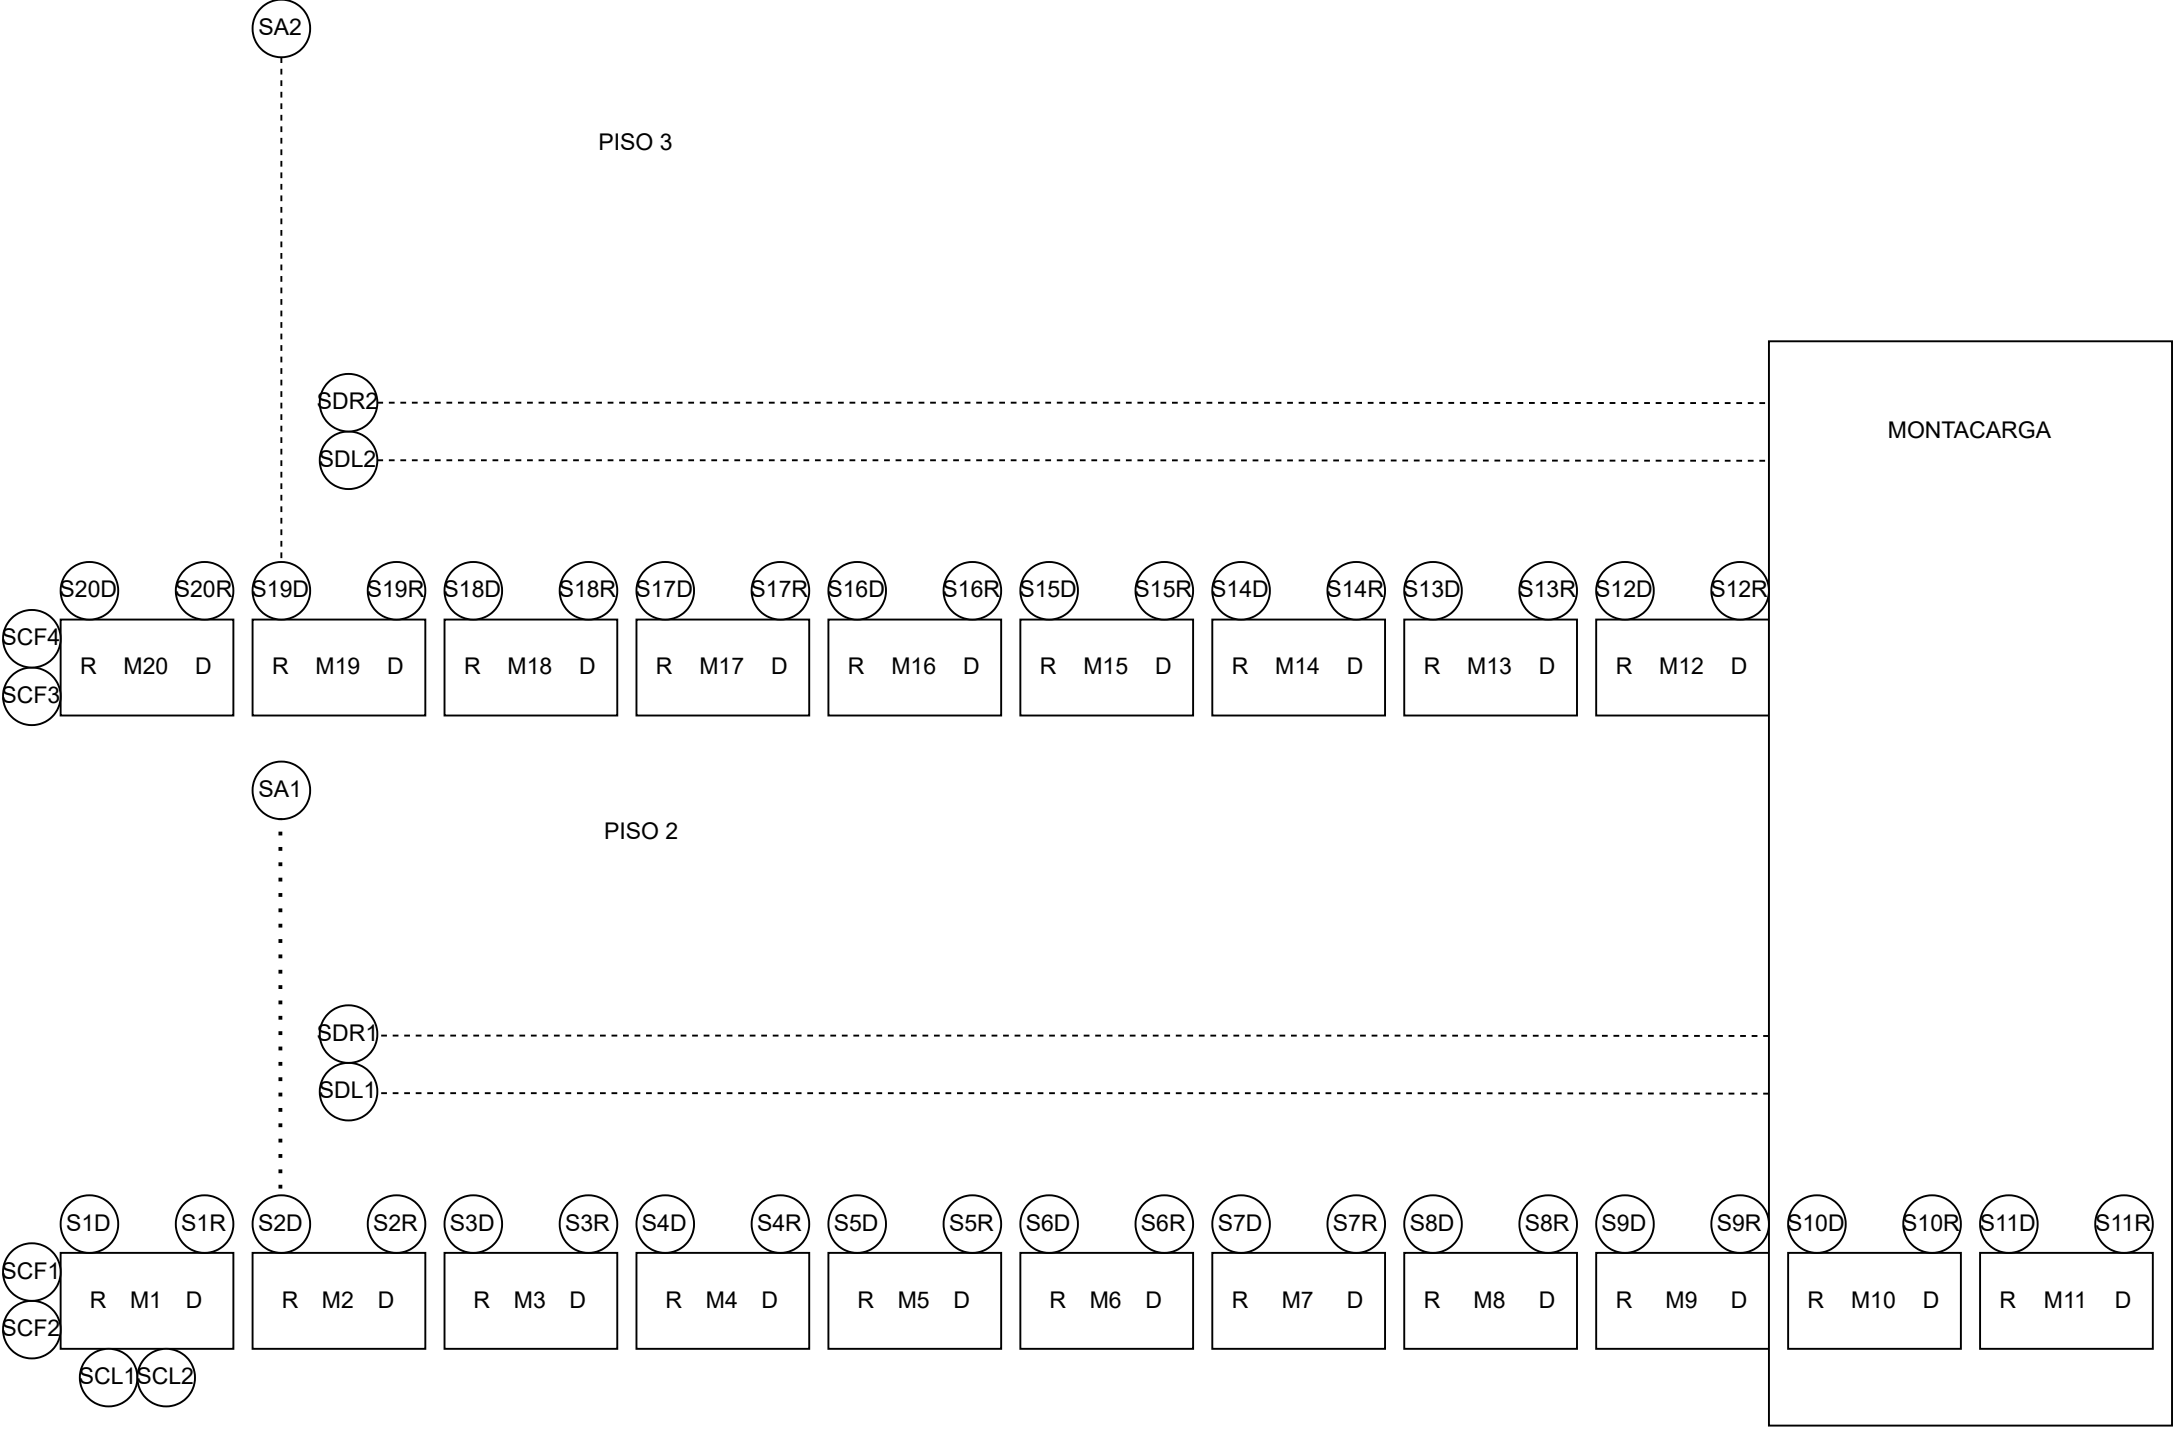 SA2
PISO 3
SDR2
MONTACARGA
SDL2
S20D S20R S19D S19R S18D S18R S17D S17R S16D S16R S15D S15R S14D S14R S13D S13R S12D S12R
SCF4
R M20 D R M19 D R M18 D R M17 D R M16 D R M15 D R M14 D R M13 D R M12 D
SCF3
SA1
PISO 2
SDR1
SDL1
S1D S1R S2D S2R S3D S3R S4D S4R S5D S5R S6D S6R S7D S7R S8D S8R S9D S9R S10D S10R S11D S11R
SCF1
R M1 D R M2 D R M3 D R M4 D R M5 D R M6 D R M7 D R M8 D R M9 D R M10 D R M11 D
SCF2
SCL1 SCL2